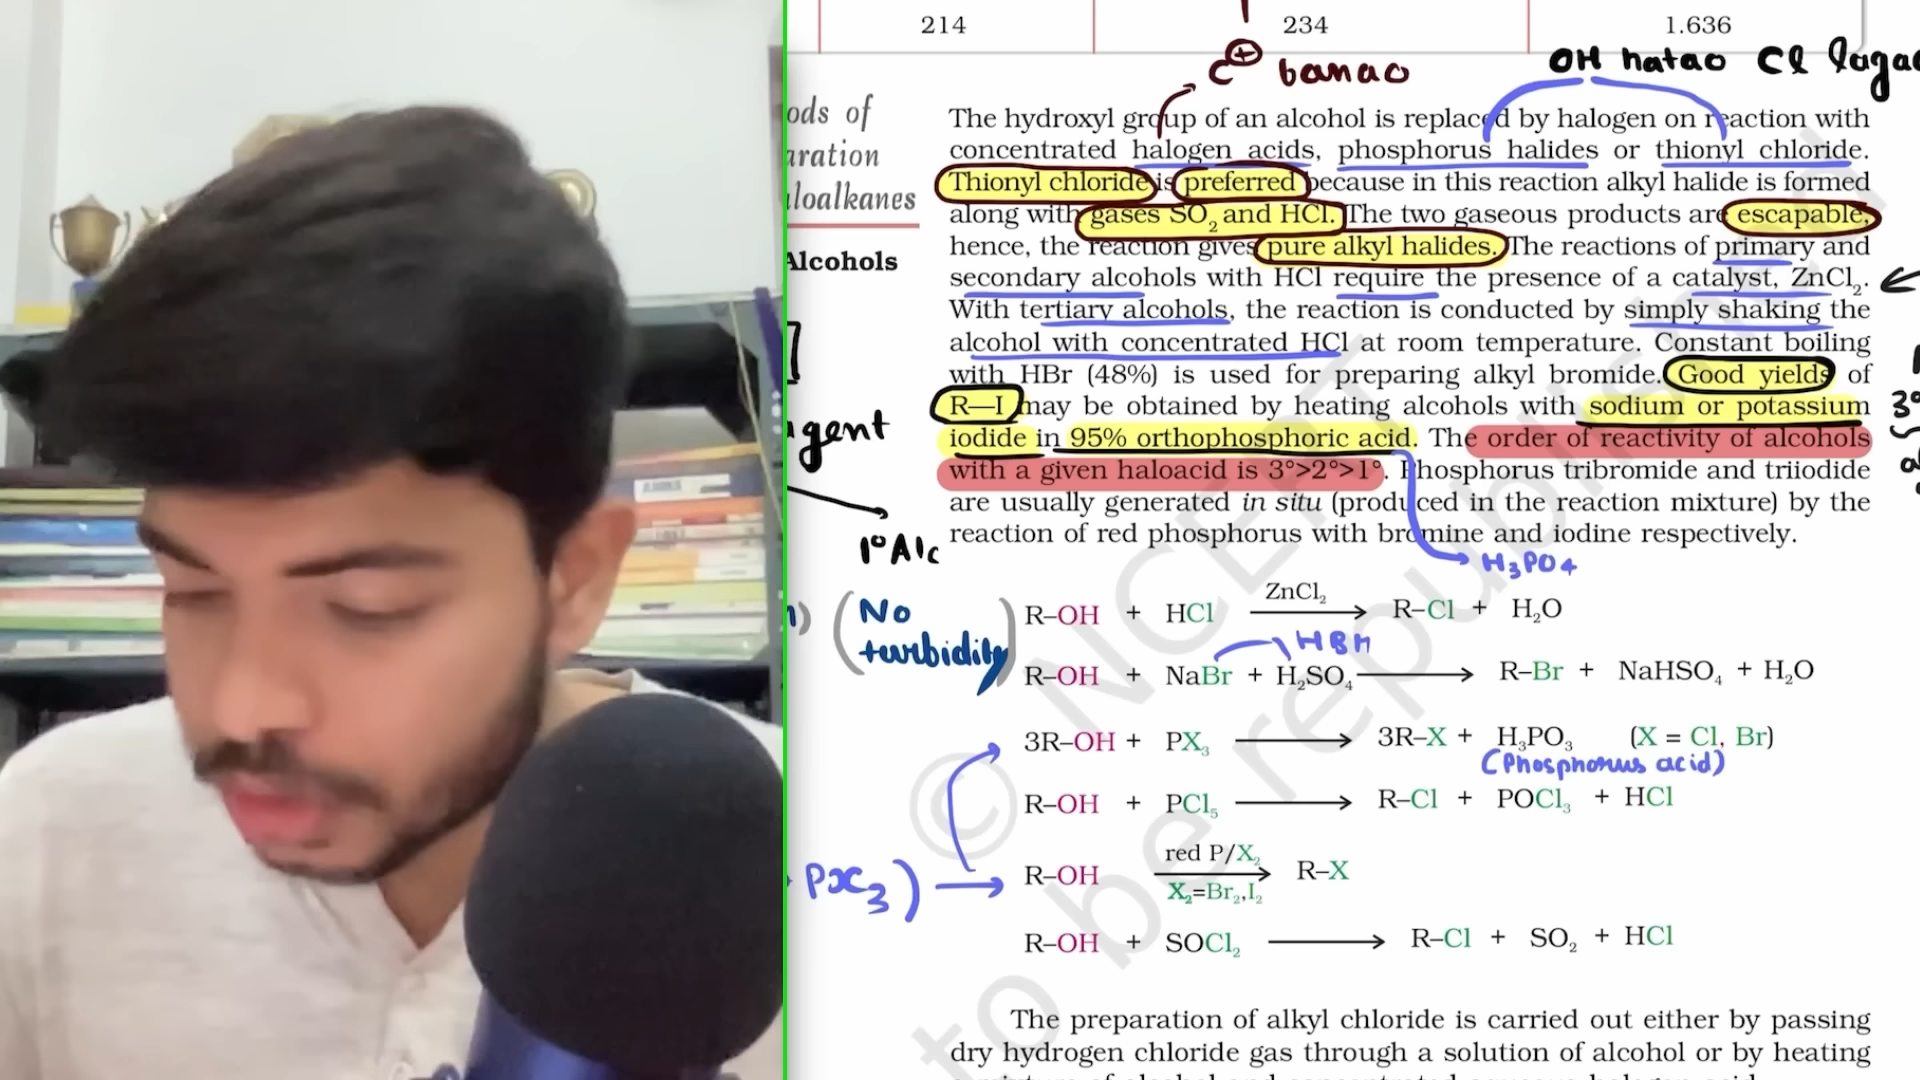 214 234 1.636
C⊕ banao OH hatao Cl lagao
ods of
aration
aloalkanes
Alcohols
The hydroxyl group of an alcohol is replaced by halogen on reaction with
concentrated halogen acids, phosphorus halides or thionyl chloride.
Thionyl chloride is preferred because in this reaction alkyl halide is formed
along with gases SO₂ and HCl. The two gaseous products are escapable,
hence, the reaction gives pure alkyl halides. The reactions of primary and
secondary alcohols with HCl require the presence of a catalyst, ZnCl₂.
With tertiary alcohols, the reaction is conducted by simply shaking the
alcohol with concentrated HCl at room temperature. Constant boiling
with HBr (48%) is used for preparing alkyl bromide. Good yields of
R—I may be obtained by heating alcohols with sodium or potassium
iodide in 95% orthophosphoric acid. The order of reactivity of alcohols
with a given haloacid is 3°>2°>1°. Phosphorus tribromide and triiodide
are usually generated in situ (produced in the reaction mixture) by the
reaction of red phosphorus with bromine and iodine respectively.
agent
3°
1° Alc
H₃PO₄
(No
turbidity)
R–OH + HCl ZnCl₂ → R–Cl + H₂O
HBr
R–OH + NaBr + H₂SO₄ → R–Br + NaHSO₄ + H₂O
3R–OH + PX₃ → 3R–X + H₃PO₃ (X = Cl, Br)
(Phosphorus acid)
R–OH + PCl₅ → R–Cl + POCl₃ + HCl
Px₃) →
R–OH red P/X₂ → X₂=Br₂,I₂ R–X
R–OH + SOCl₂ → R–Cl + SO₂ + HCl
The preparation of alkyl chloride is carried out either by passing
dry hydrogen chloride gas through a solution of alcohol or by heating
© NCERT
to be republished